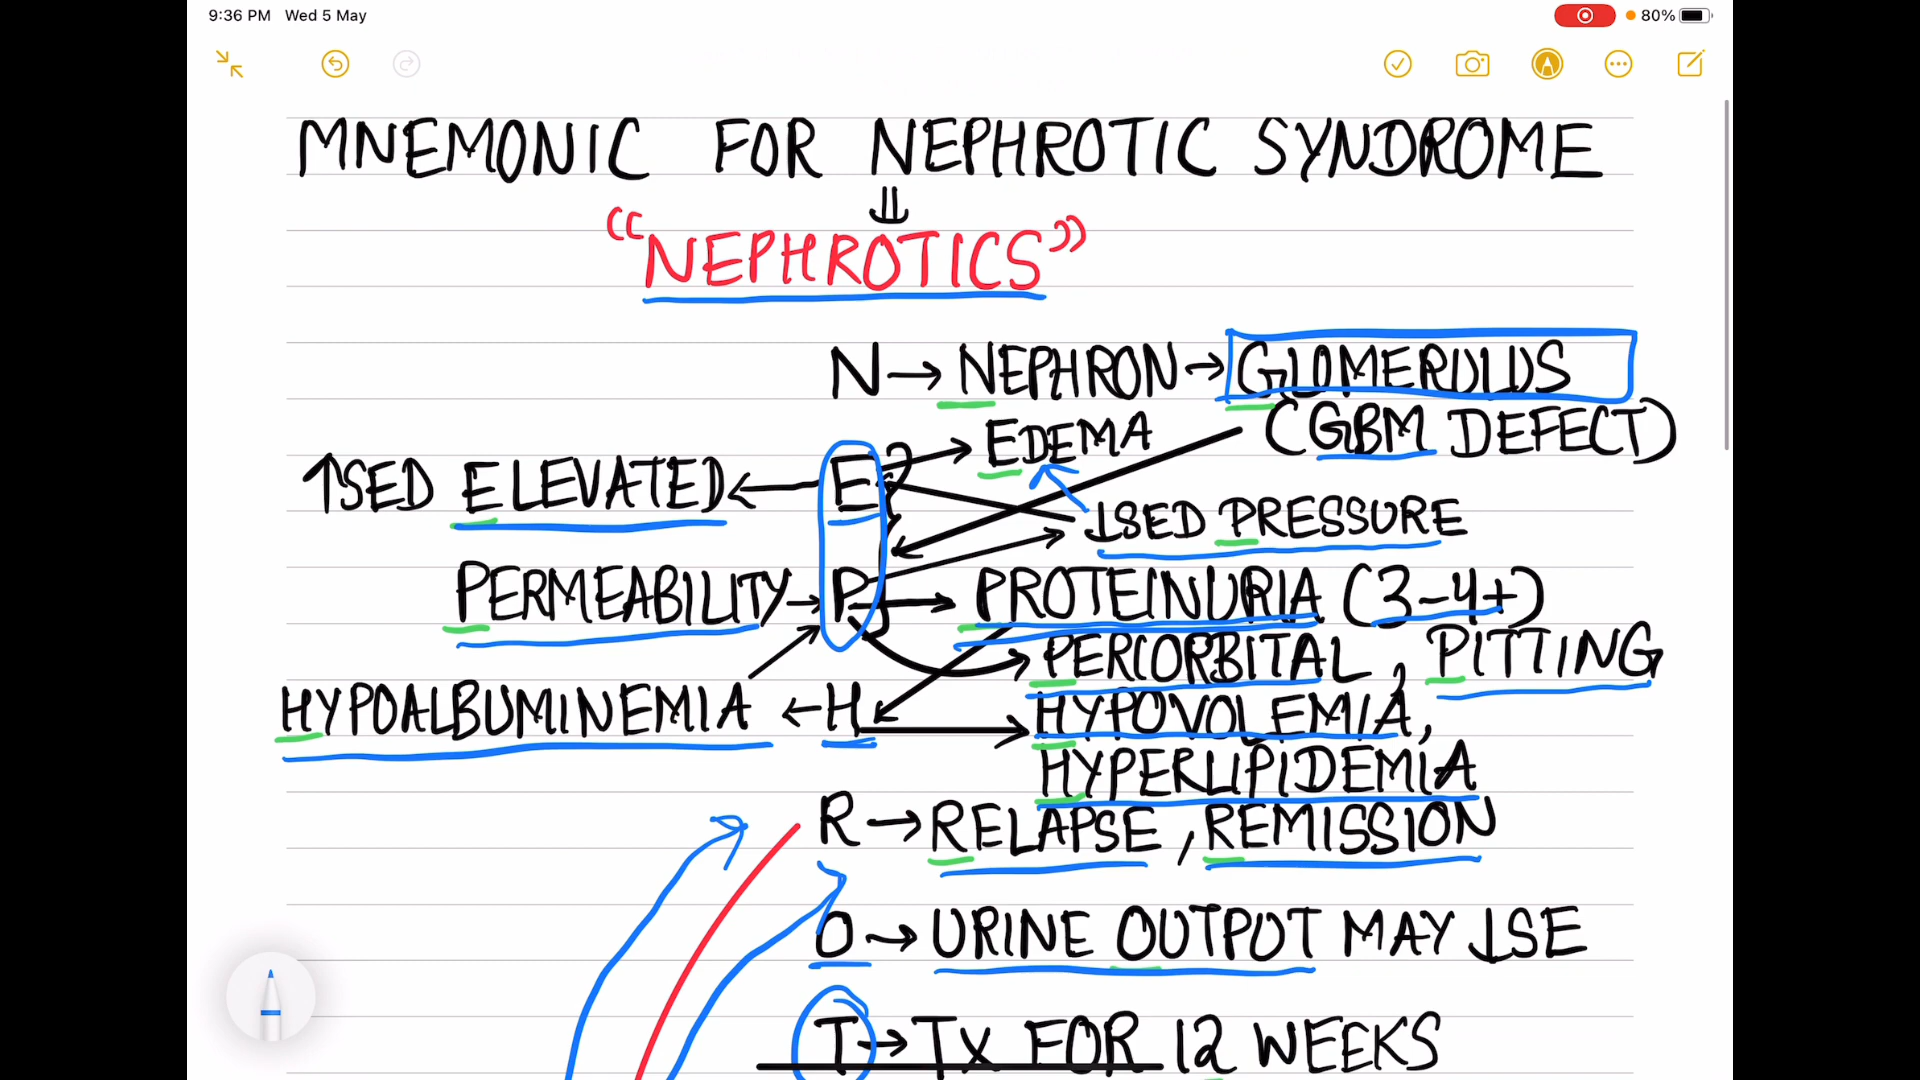 9:36 PM Wed 5 May 80%
MNEMONIC FOR NEPHROTIC SYNDROME
⇓
"NEPHROTICS"
N → NEPHRON → GLOMERULUS
(GBM DEFECT)
EDEMA
↑SED ELEVATED ← E
↓SED PRESSURE
PERMEABILITY → P → PROTEINURIA (3-4+)
PERIORBITAL, PITTING
HYPOALBUMINEMIA ← H → HYPOVOLEMIA,
HYPERLIPIDEMIA
R → RELAPSE, REMISSION
O → URINE OUTPUT MAY ↓SE
T → Tx FOR 12 WEEKS